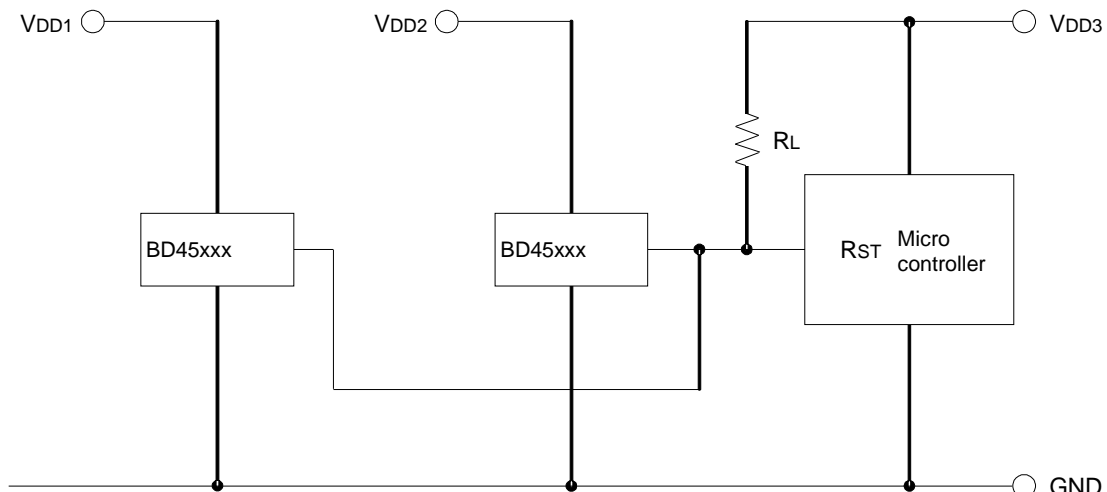 VDD1
VDD2
VDD3
RL
BD45xxx
BD45xxx
RST
Micro
controller
GND